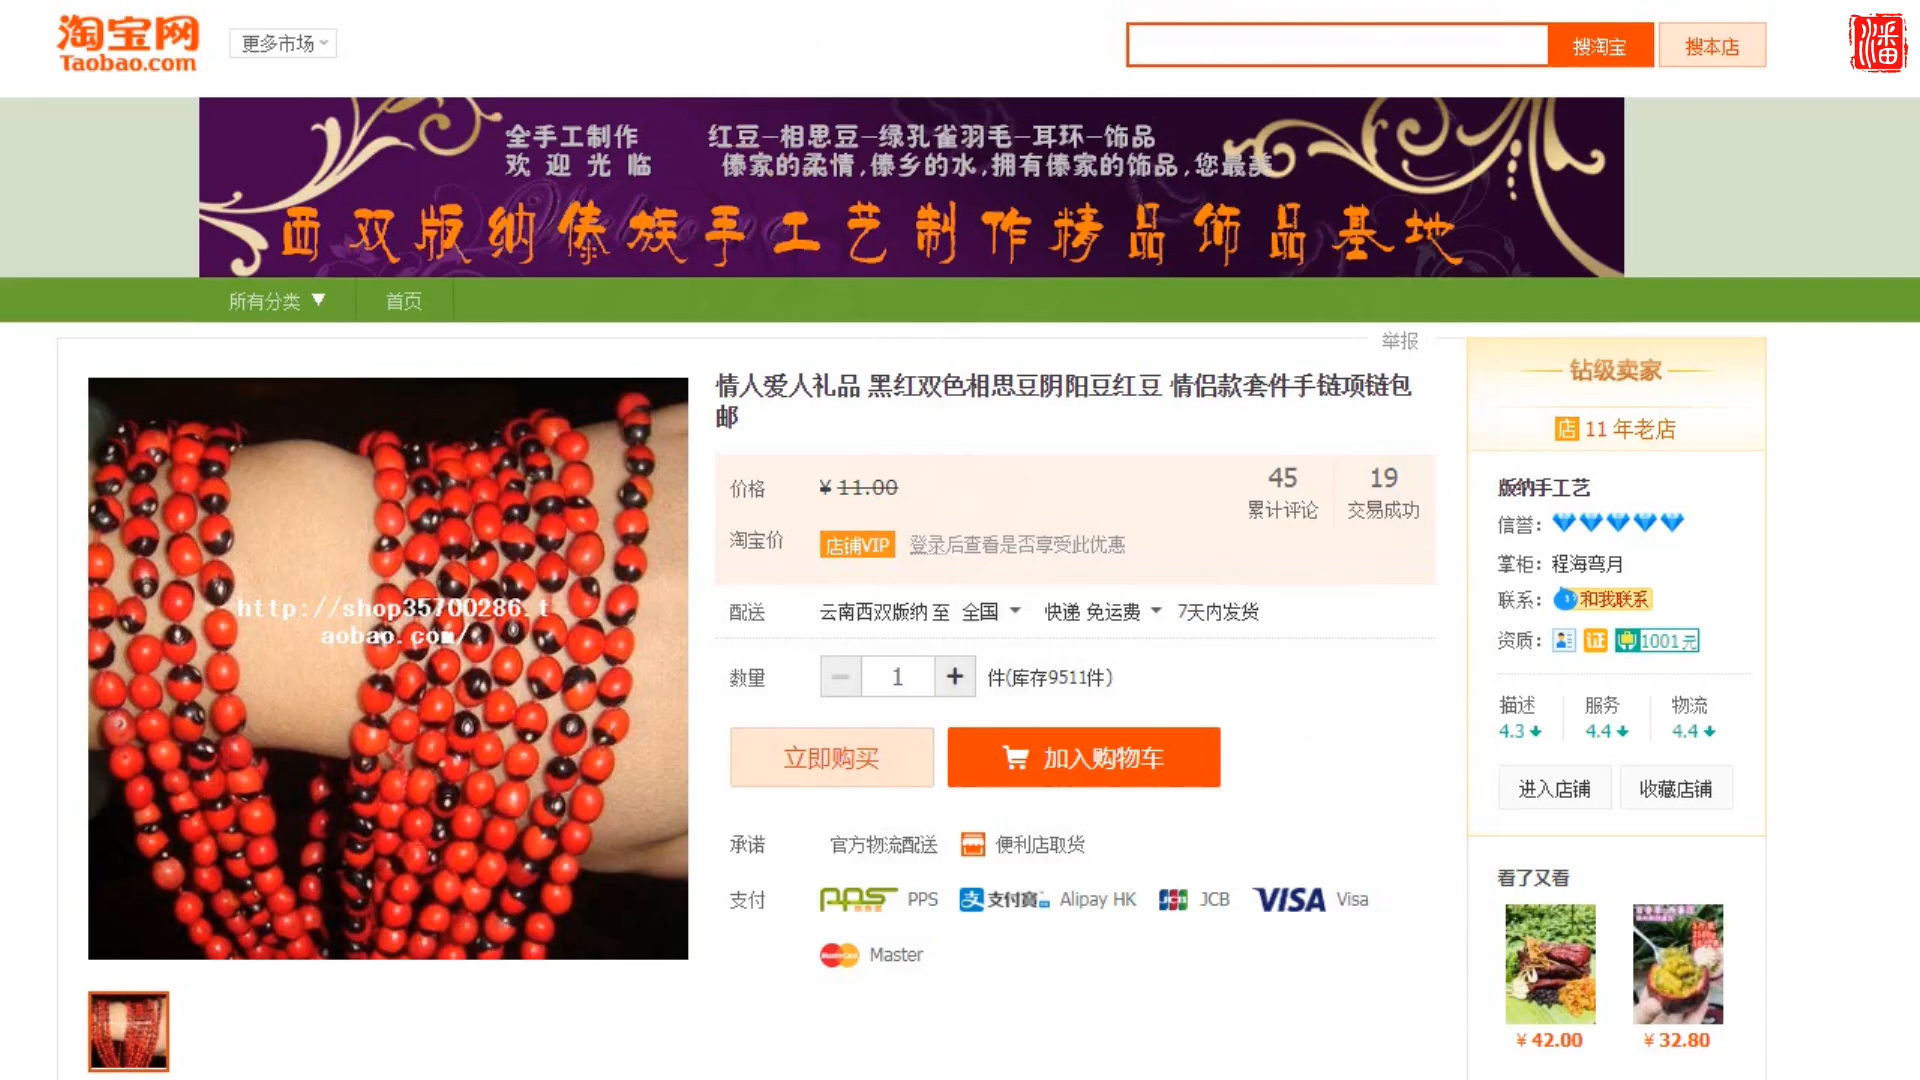 淘宝网
Taobao.com
更多市场
搜淘宝
搜本店
潘
全手工制作 红豆-相思豆-绿孔雀羽毛-耳环-饰品
欢迎光临 傣家的柔情,傣乡的水,拥有傣家的饰品,您最美
西双版纳傣族手工艺制作精品饰品基地
所有分类 ▼ 首页
举报
情人爱人礼品 黑红双色相思豆阴阳豆红豆 情侣款套件手链项链包
邮
价格 ¥ 11.00
45 累计评论
19 交易成功
淘宝价 店铺VIP 登录后查看是否享受此优惠
配送 云南西双版纳 至 全国 快递 免运费 7天内发货
数量 - 1 + 件(库存9511件)
立即购买 加入购物车
承诺 官方物流配送 便利店取货
支付 PPS PPS 支付寶 Alipay HK JCB JCB VISA Visa
MasterCard Master
http://shop35700286.t
aobao.com/
钻级卖家
店 11 年老店
版纳手工艺
信誉:
掌柜: 程海弯月
联系: 和我联系
资质: 证 1001元
描述 服务 物流
4.3 4.4 4.4
进入店铺 收藏店铺
看了又看
¥ 42.00 ¥ 32.80